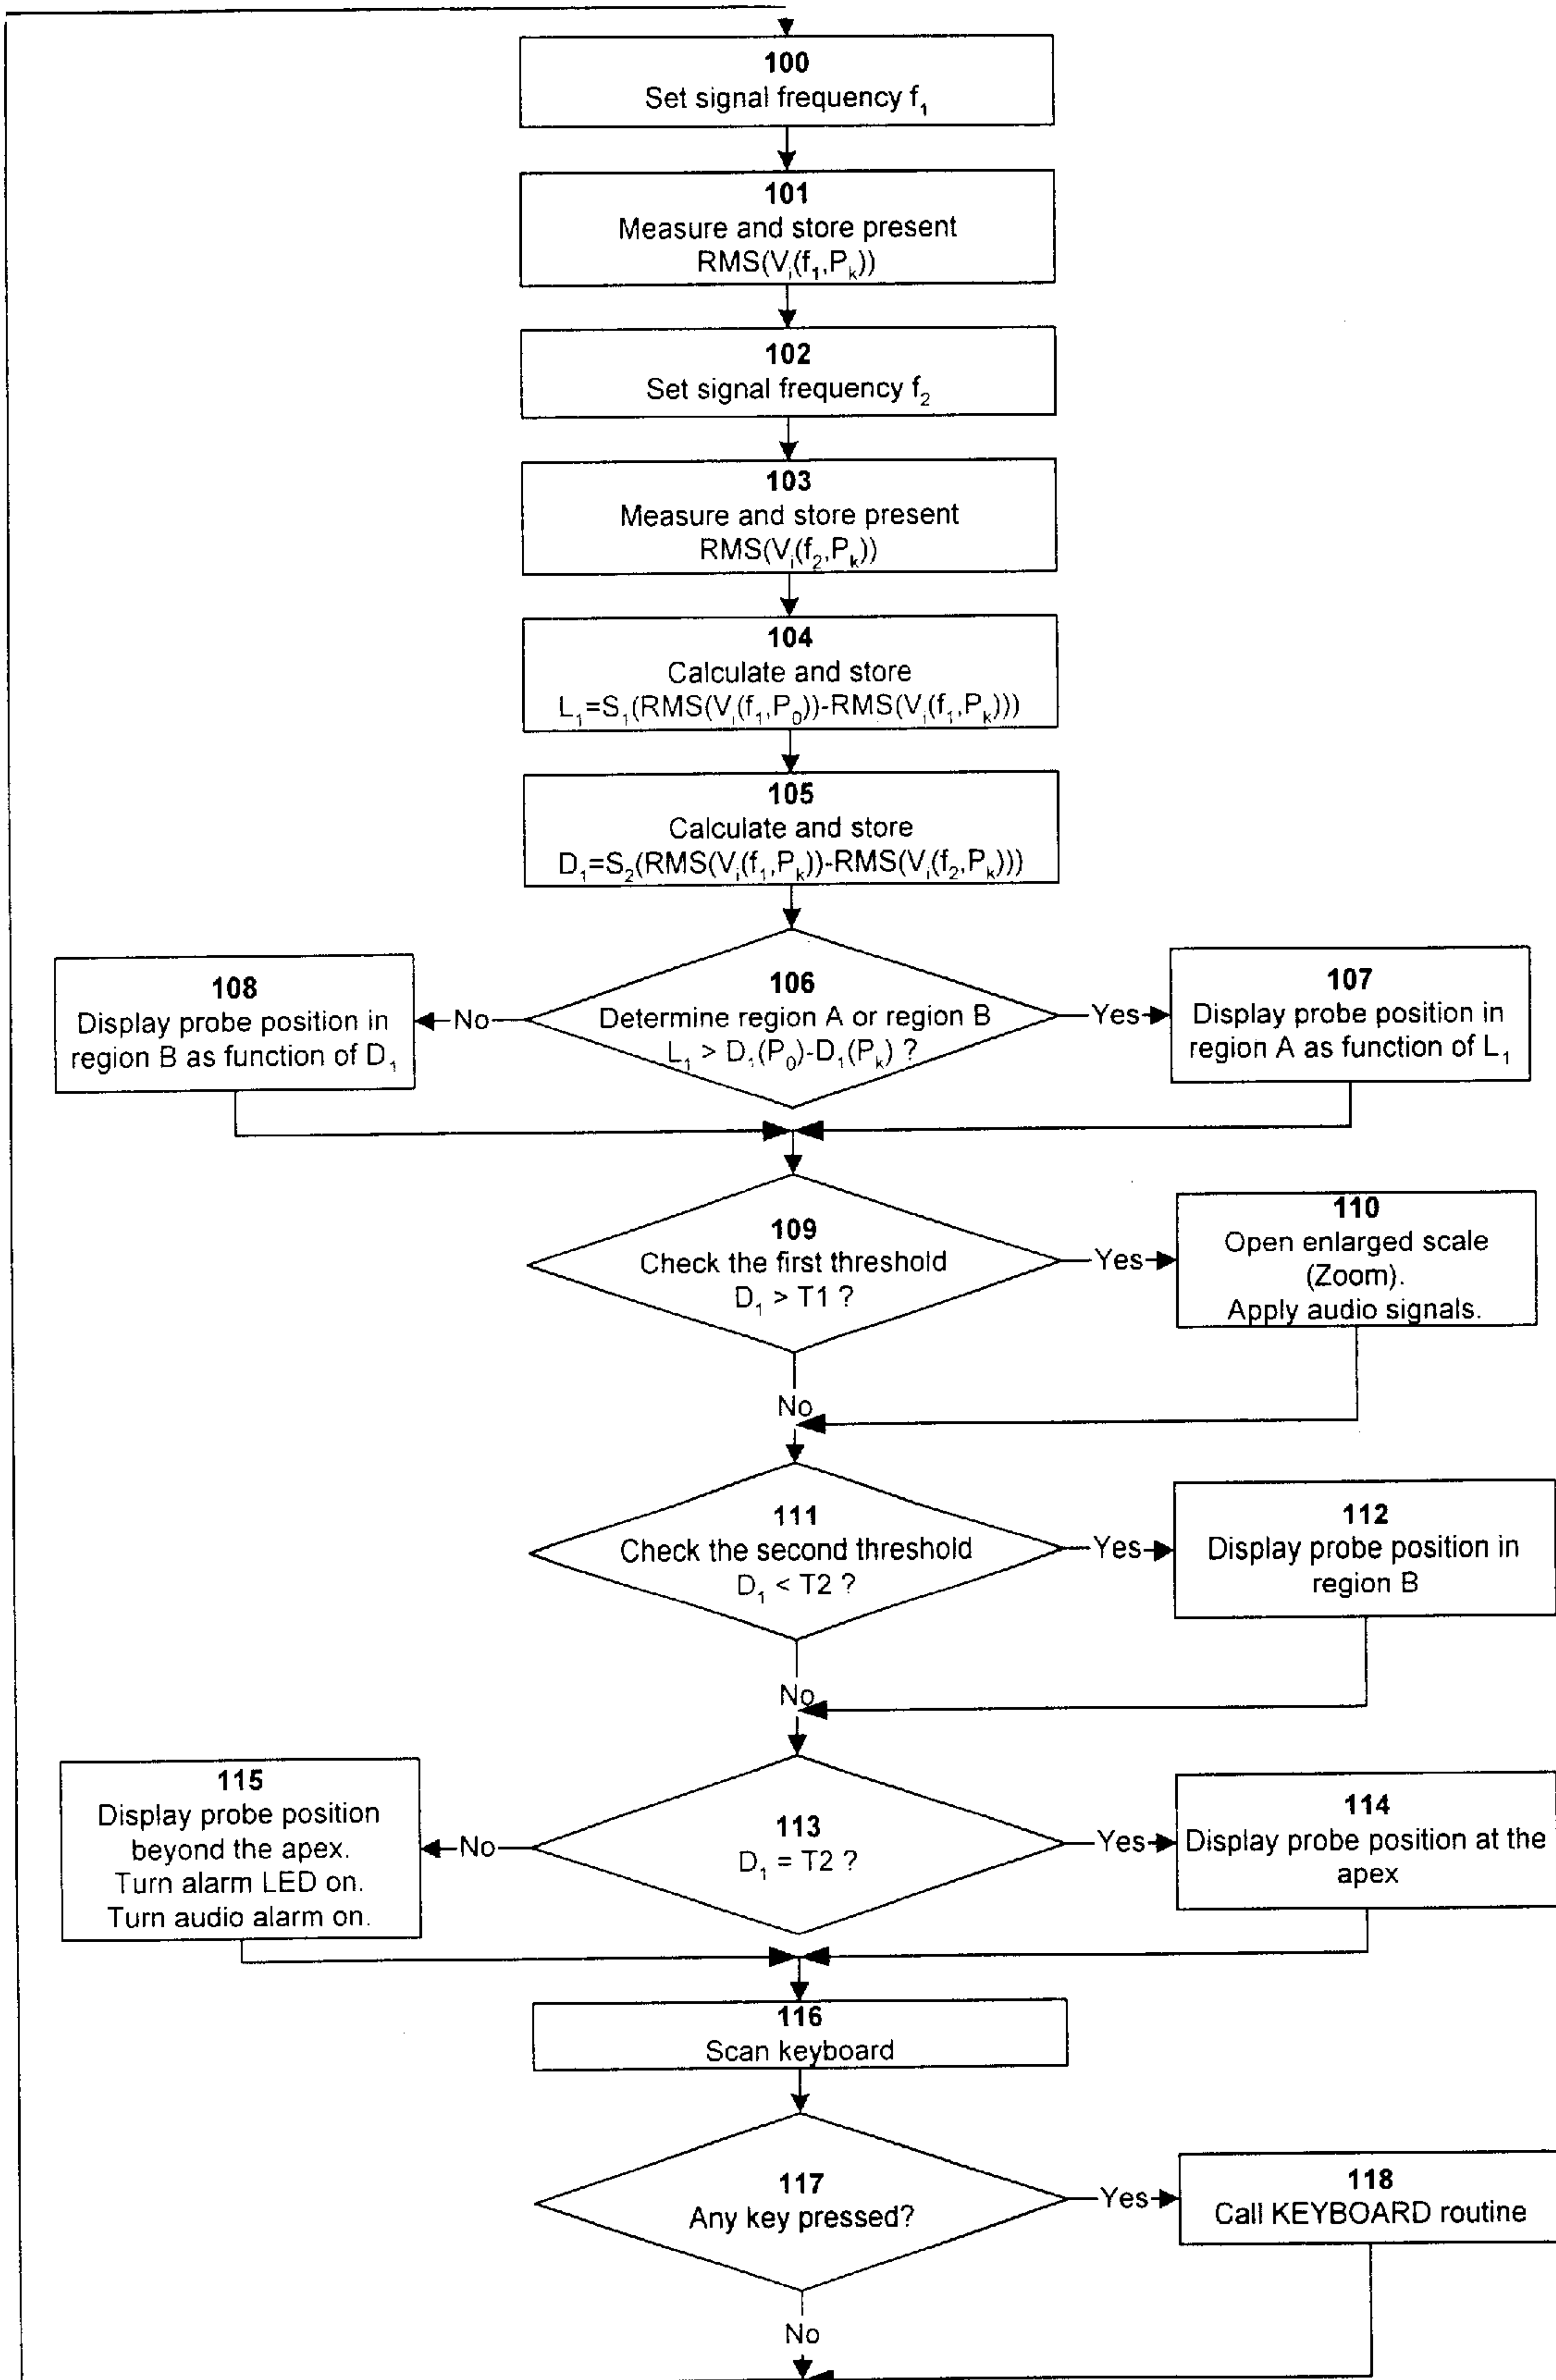 100
Set signal frequency f₁
101
Measure and store present
RMS(Vᵢ(f₁,Pₖ))
102
Set signal frequency f₂
103
Measure and store present
RMS(Vᵢ(f₂,Pₖ))
104
Calculate and store
L₁=S₁(RMS(Vᵢ(f₁,P₀))-RMS(Vᵢ(f₁,Pₖ)))
105
Calculate and store
D₁=S₂(RMS(Vᵢ(f₁,Pₖ))-RMS(Vᵢ(f₂,Pₖ)))
108
Display probe position in
region B as function of D₁
No
106
Determine region A or region B
L₁ > D₁(P₀)-D₁(Pₖ) ?
Yes
107
Display probe position in
region A as function of L₁
109
Check the first threshold
D₁ > T1 ?
Yes
110
Open enlarged scale
(Zoom).
Apply audio signals.
No
111
Check the second threshold
D₁ < T2 ?
Yes
112
Display probe position in
region B
No
115
Display probe position
beyond the apex.
Turn alarm LED on.
Turn audio alarm on.
No
113
D₁ = T2 ?
Yes
114
Display probe position at the
apex
116
Scan keyboard
117
Any key pressed?
Yes
118
Call KEYBOARD routine
No